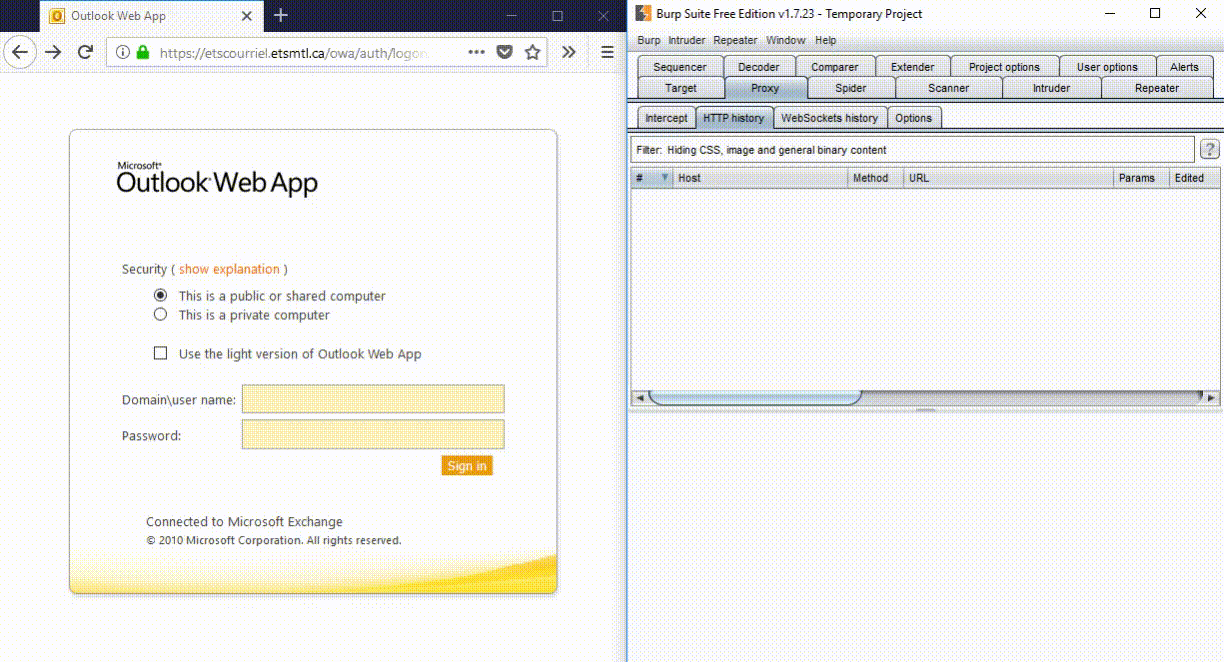 Outlook Web App
https://etscourriel.etsmtl.ca/owa/auth/logon
Microsoft®
Outlook Web App
Security ( show explanation )
This is a public or shared computer
This is a private computer
Use the light version of Outlook Web App
Domain\user name:
Password:
Sign in
Connected to Microsoft Exchange
© 2010 Microsoft Corporation. All rights reserved.
Burp Suite Free Edition v1.7.23 - Temporary Project
Burp Intruder Repeater Window Help
Sequencer Decoder Comparer Extender Project options User options Alerts
Target Proxy Spider Scanner Intruder Repeater
Intercept HTTP history WebSockets history Options
Filter: Hiding CSS, image and general binary content ?
# Host Method URL Params Edited